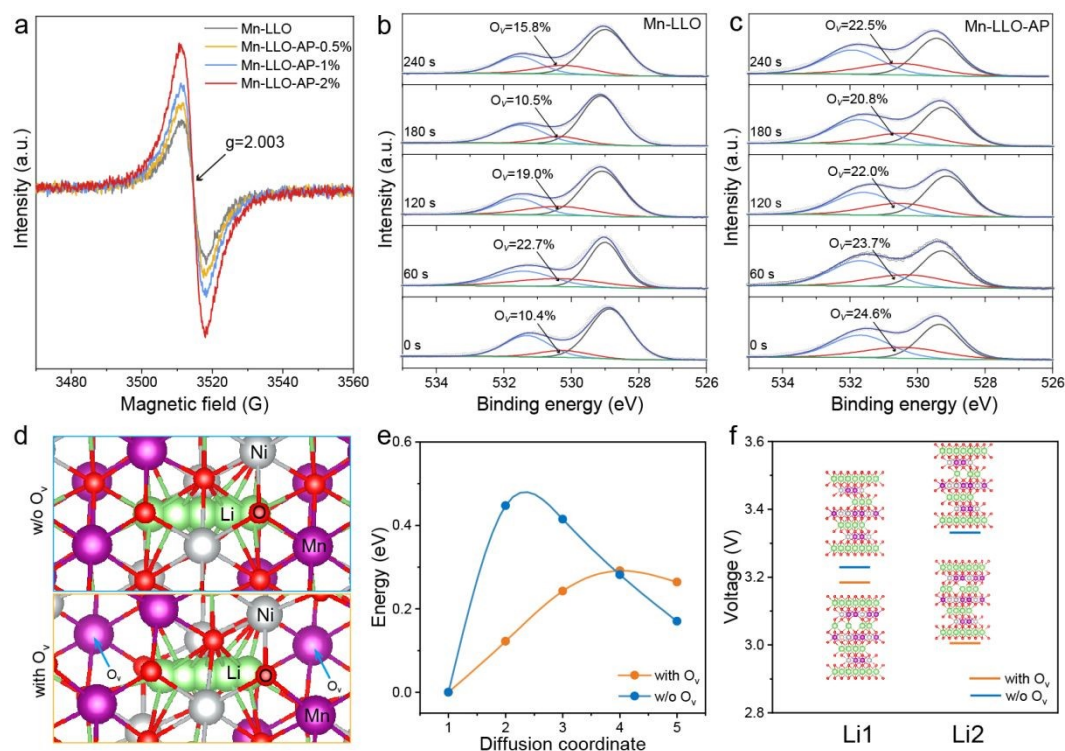 a
Mn-LLO
Mn-LLO-AP-0.5%
Mn-LLO-AP-1%
Mn-LLO-AP-2%
g=2.003
Intensity (a.u.)
3480 3500 3520 3540 3560
Magnetic field (G)
b
Mn-LLO
240 s
Oᵥ=15.8%
180 s
Oᵥ=10.5%
120 s
Oᵥ=19.0%
60 s
Oᵥ=22.7%
0 s
Oᵥ=10.4%
Intensity (a.u.)
534 532 530 528 526
Binding energy (eV)
c
Mn-LLO-AP
240 s
Oᵥ=22.5%
180 s
Oᵥ=20.8%
120 s
Oᵥ=22.0%
60 s
Oᵥ=23.7%
0 s
Oᵥ=24.6%
Intensity (a.u.)
534 532 530 528 526
Binding energy (eV)
d
w/o Oᵥ
Ni
Li
O
Mn
with Oᵥ
Ni
Oᵥ
Li
O
Oᵥ
Mn
e
0.6
0.4
0.2
0.0
Energy (eV)
with Oᵥ
w/o Oᵥ
1 2 3 4 5
Diffusion coordinate
f
3.6
3.4
3.2
3.0
2.8
Voltage (V)
with Oᵥ
w/o Oᵥ
Li1 Li2